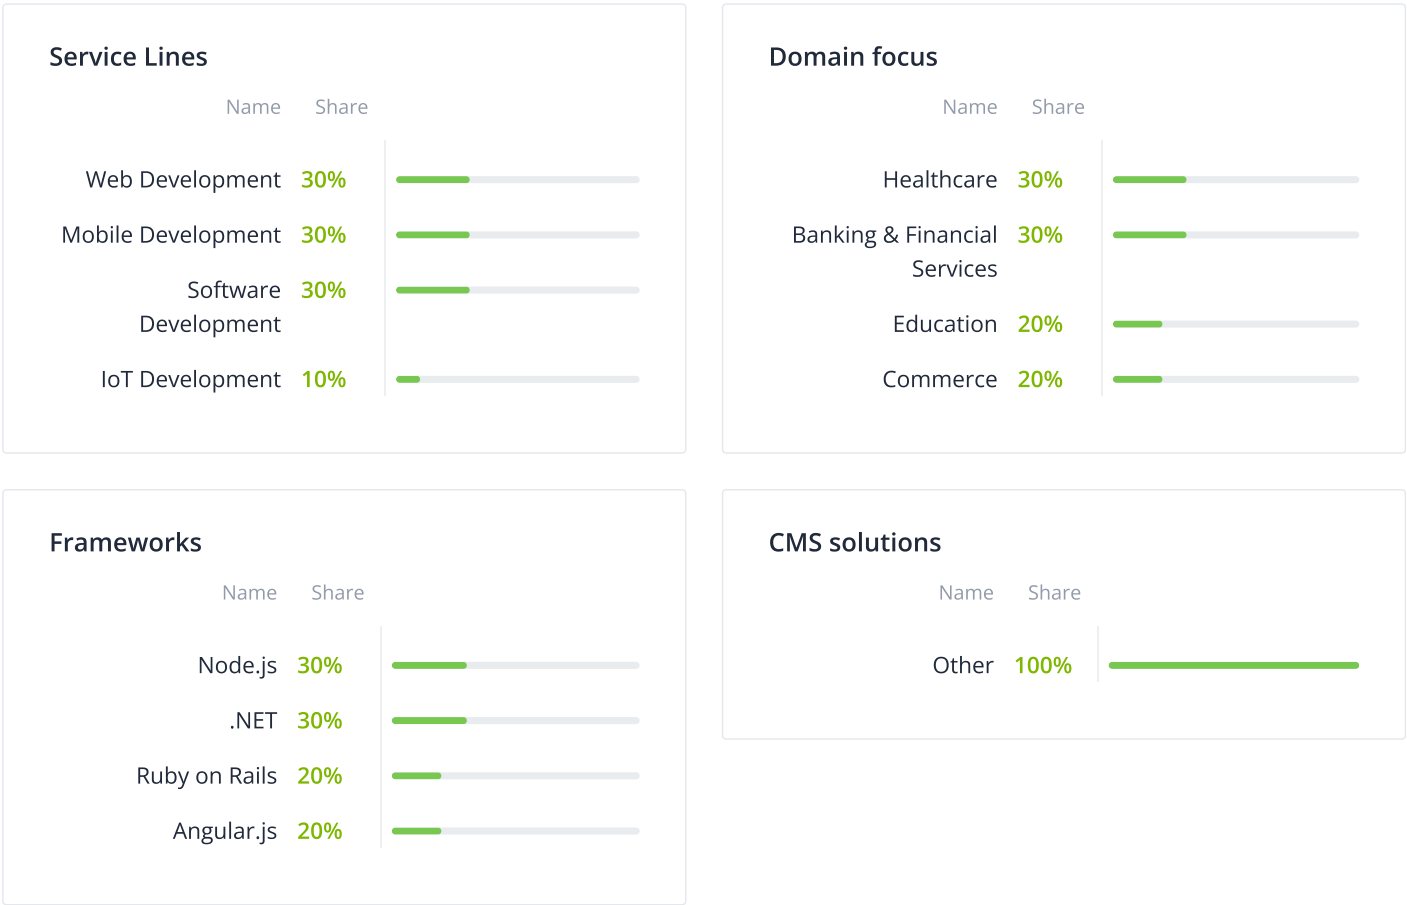 Service Lines
Name Share
Web Development 30%
Mobile Development 30%
Software 30%
Development
IoT Development 10%
Domain focus
Name Share
Healthcare 30%
Banking & Financial 30%
Services
Education 20%
Commerce 20%
Frameworks
Name Share
Node.js 30%
.NET 30%
Ruby on Rails 20%
Angular.js 20%
CMS solutions
Name Share
Other 100%